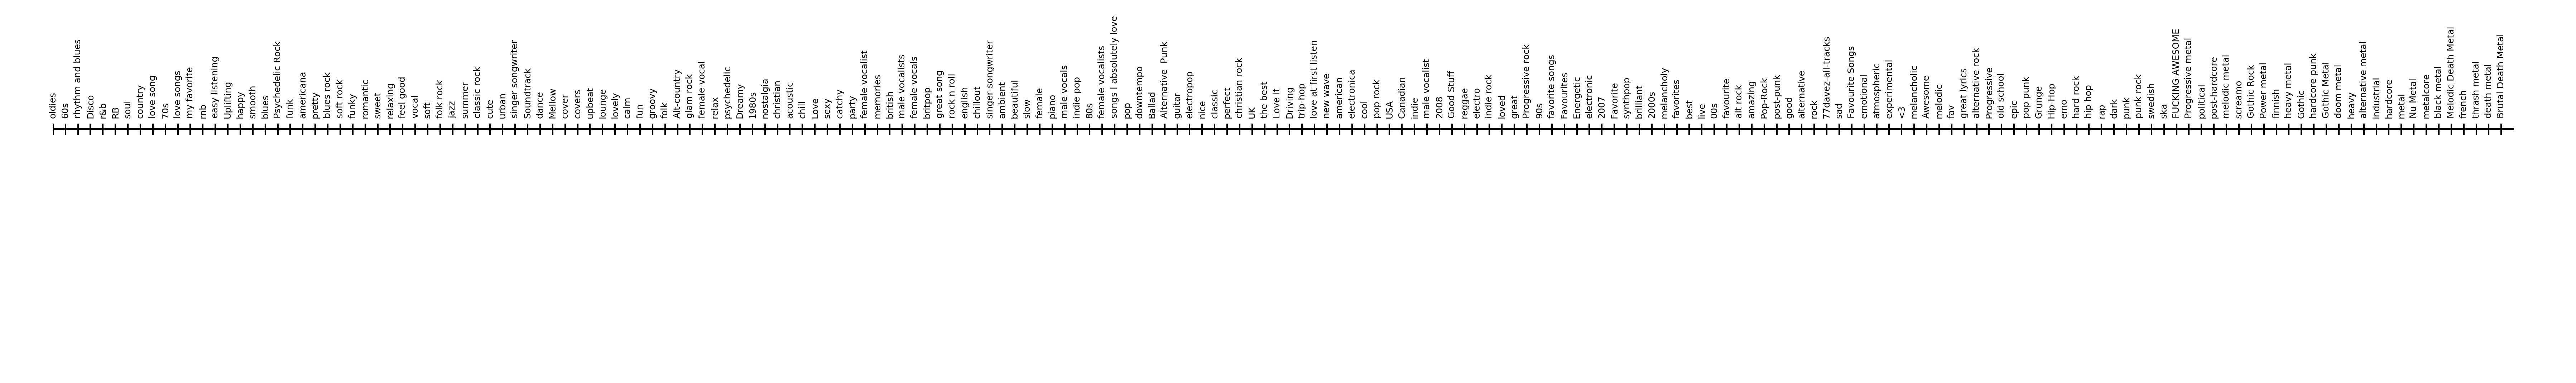 oldies
60s
rhythm and blues
Disco
r&b
RB
soul
country
love song
70s
love songs
my favorite
rnb
easy listening
Uplifting
happy
smooth
blues
Psychedelic Rock
funk
americana
pretty
blues rock
soft rock
funky
romantic
sweet
relaxing
feel good
vocal
soft
folk rock
jazz
summer
classic rock
cute
urban
singer songwriter
Soundtrack
dance
Mellow
cover
covers
upbeat
lounge
lovely
calm
fun
groovy
folk
Alt-country
glam rock
female vocal
relax
psychedelic
Dreamy
1980s
nostalgia
christian
acoustic
chill
Love
sexy
catchy
party
female vocalist
memories
british
male vocalists
female vocals
britpop
great song
rock n roll
english
chillout
singer-songwriter
ambient
beautiful
slow
female
piano
male vocals
indie pop
80s
female vocalists
songs I absolutely love
pop
downtempo
Ballad
Alternative  Punk
guitar
electropop
nice
classic
perfect
christian rock
UK
the best
Love it
Driving
trip-hop
love at first listen
new wave
american
electronica
cool
pop rock
USA
Canadian
indie
male vocalist
2008
Good Stuff
reggae
electro
indie rock
loved
great
Progressive rock
90s
favorite songs
Favourites
Energetic
electronic
2007
Favorite
synthpop
brilliant
2000s
melancholy
favorites
best
live
00s
favourite
alt rock
amazing
Pop-Rock
post-punk
good
alternative
rock
77davez-all-tracks
sad
Favourite Songs
emotional
atmospheric
experimental
<3
melancholic
Awesome
melodic
fav
great lyrics
alternative rock
Progressive
old school
epic
pop punk
Grunge
Hip-Hop
emo
hard rock
hip hop
rap
dark
punk
punk rock
swedish
ska
FUCKING AWESOME
Progressive metal
political
post-hardcore
melodic metal
screamo
Gothic Rock
Power metal
finnish
heavy metal
Gothic
hardcore punk
Gothic Metal
doom metal
heavy
alternative metal
industrial
hardcore
metal
Nu Metal
metalcore
black metal
Melodic Death Metal
french
thrash metal
death metal
Brutal Death Metal